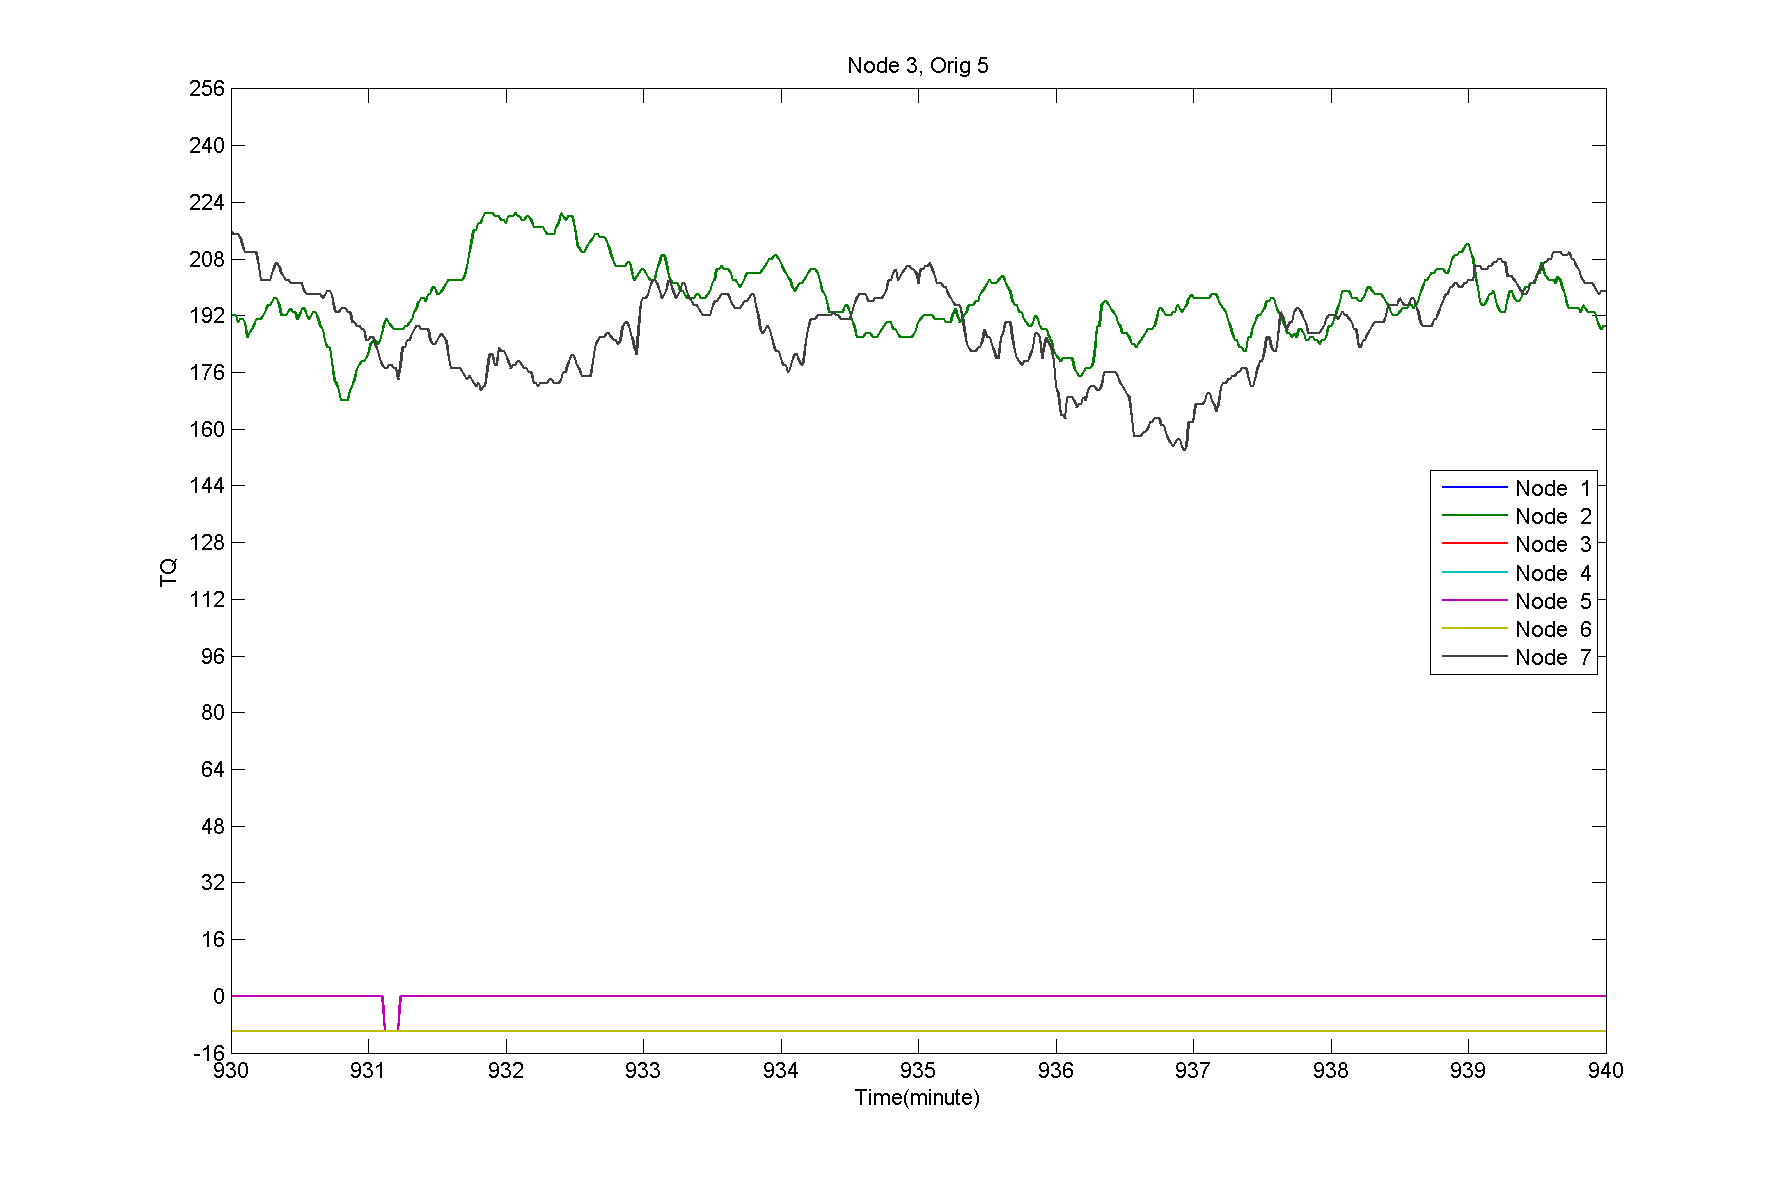 Node 3, Orig 5
256
240
224
208
192
176
160
144
128
112
96
80
64
48
32
16
0
-16
TQ
Node 1
Node 2
Node 3
Node 4
Node 5
Node 6
Node 7
930 931 932 933 934 935 936 937 938 939 940
Time(minute)